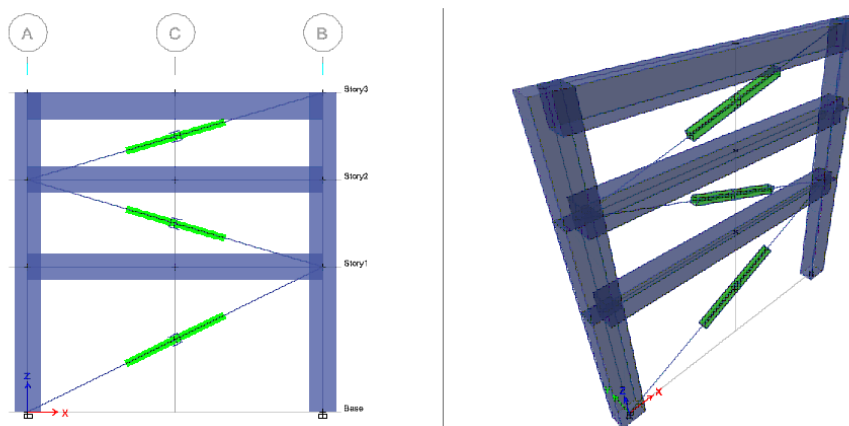 A C B
Story3
Story2
Story1
Base
Z
X
X